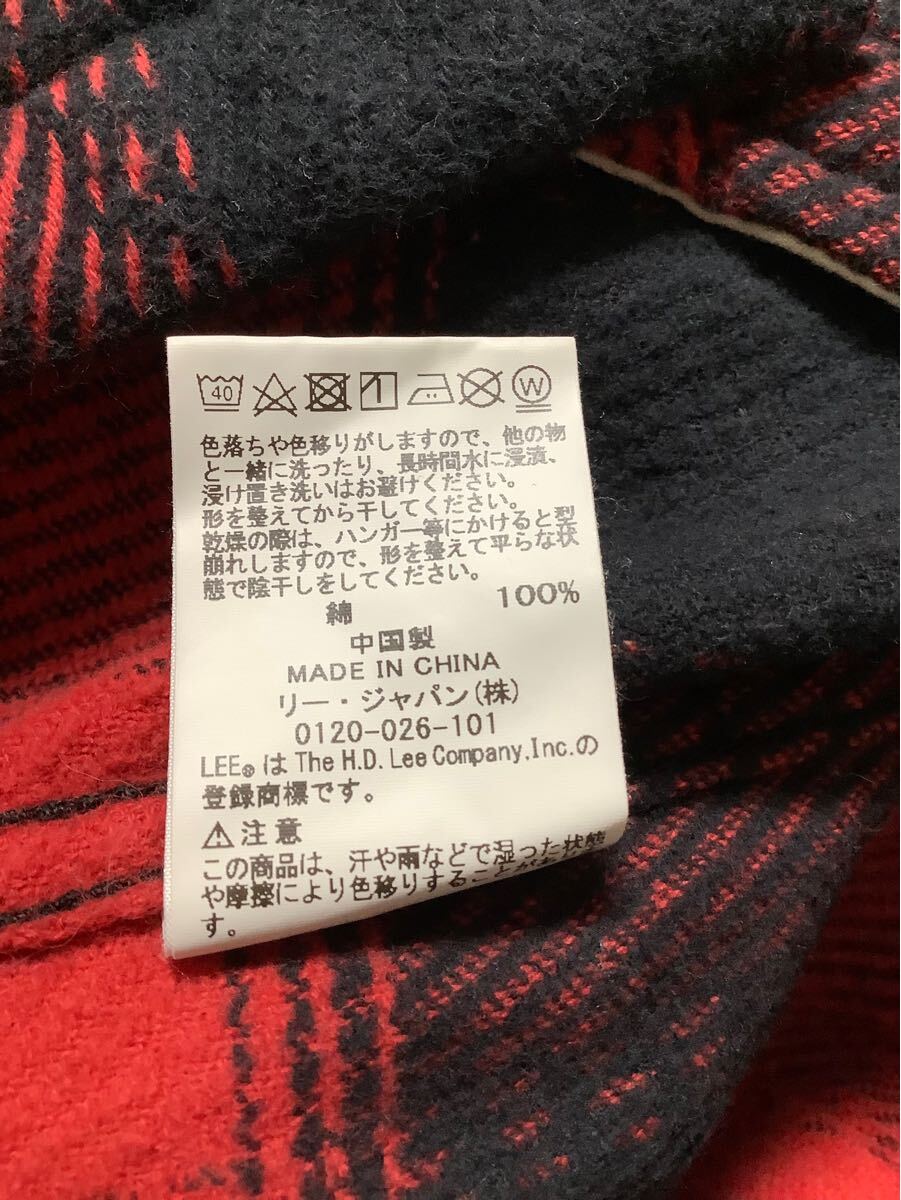 40 W
色落ちや色移りがしますので、他の物
と一緒に洗ったり、長時間水に浸漬、
浸け置き洗いはお避けください。
形を整えてから干してください。
乾燥の際は、ハンガー等にかけると型
崩れしますので、形を整えて平らな状
態で陰干しをしてください。
綿 100%
中国製
MADE IN CHINA
リー・ジャパン(株)
0120-026-101
LEE®は The H.D. Lee Company,Inc.の
登録商標です。
⚠注意
この商品は、汗や雨などで湿った状態
や摩擦により色移りすることが
す。